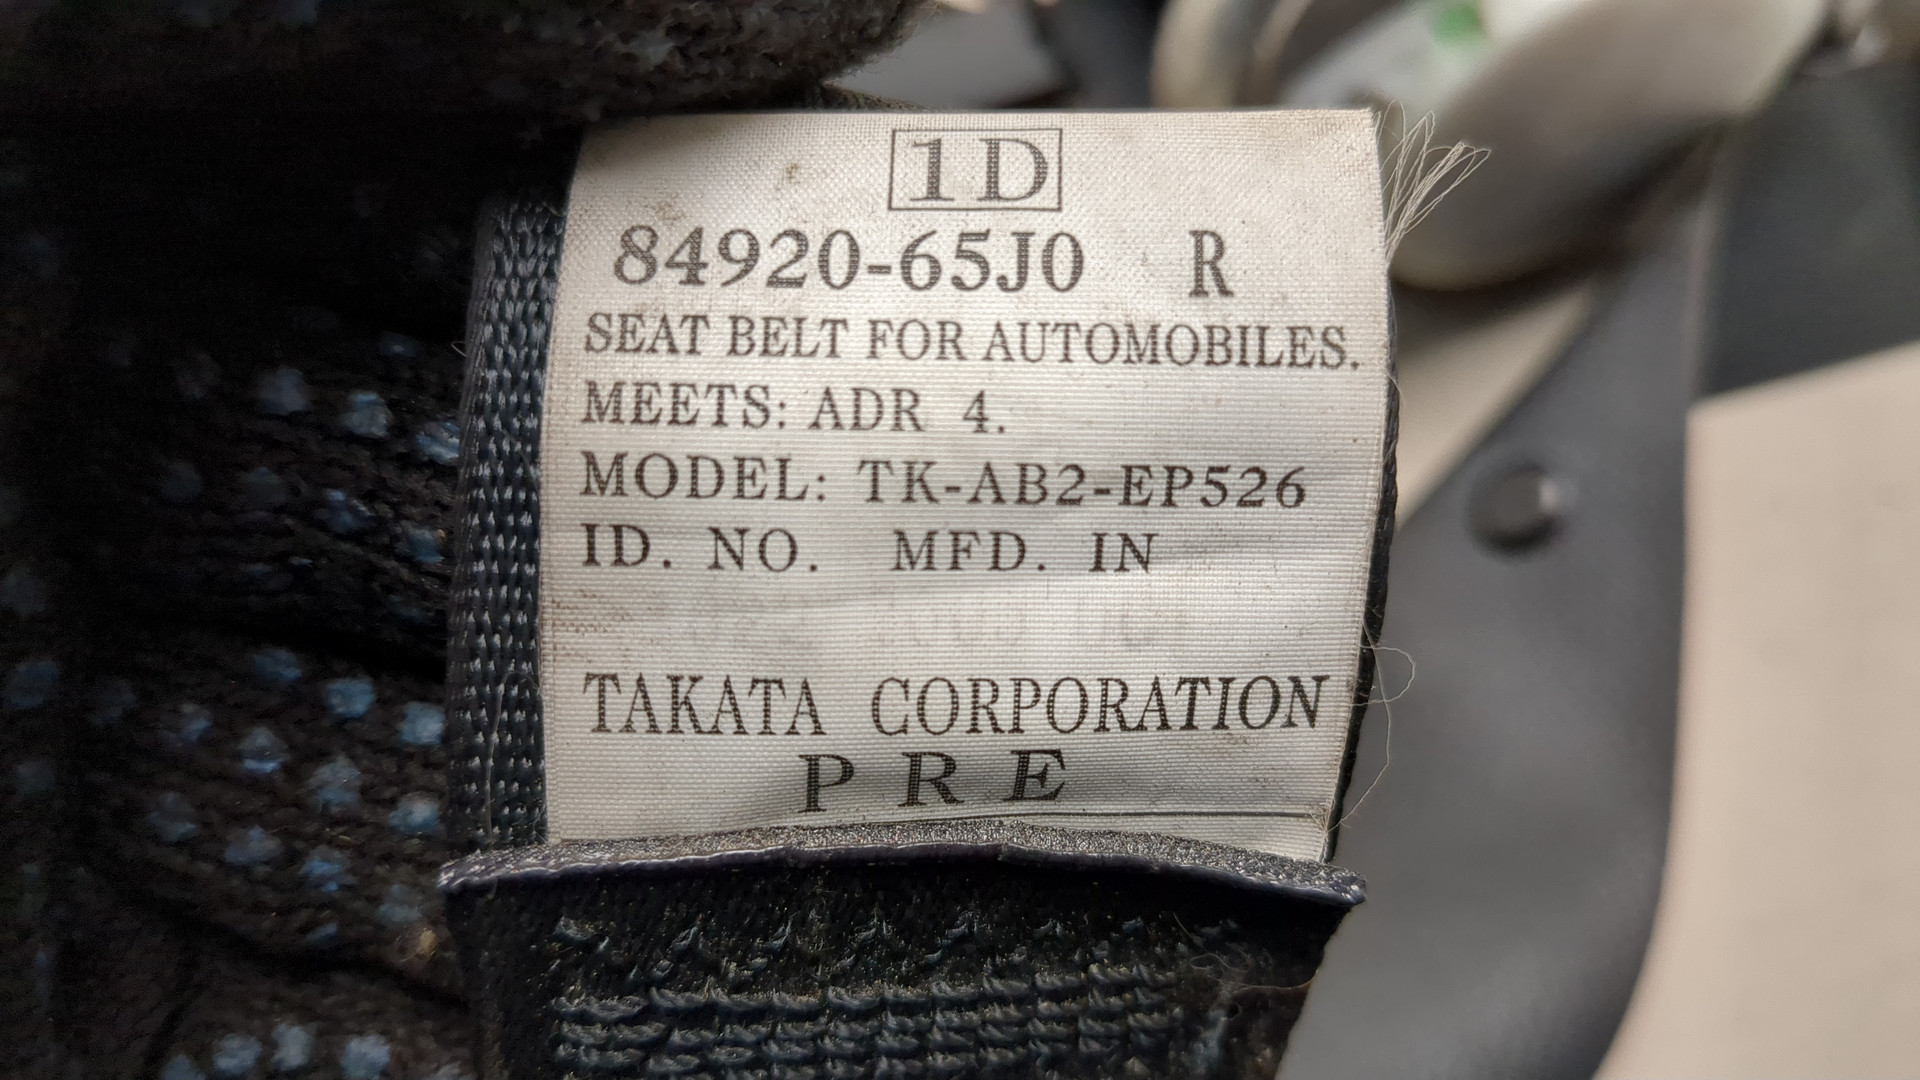 1D
84920-65J0 R
SEAT BELT FOR AUTOMOBILES.
MEETS: ADR 4.
MODEL: TK-AB2-EP526
ID. NO. MFD. IN
TAKATA CORPORATION
PRE